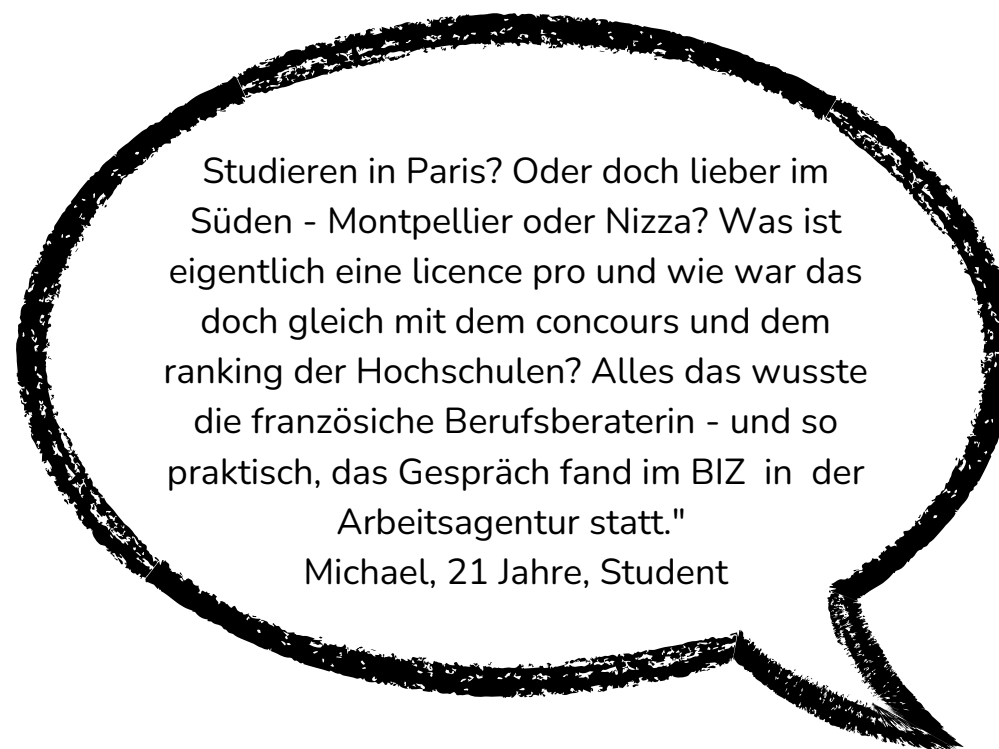 Studieren in Paris? Oder doch lieber im
Süden - Montpellier oder Nizza? Was ist
eigentlich eine licence pro und wie war das
doch gleich mit dem concours und dem
ranking der Hochschulen? Alles das wusste
die französiche Berufsberaterin - und so
praktisch, das Gespräch fand im BIZ  in  der
Arbeitsagentur statt."
Michael, 21 Jahre, Student